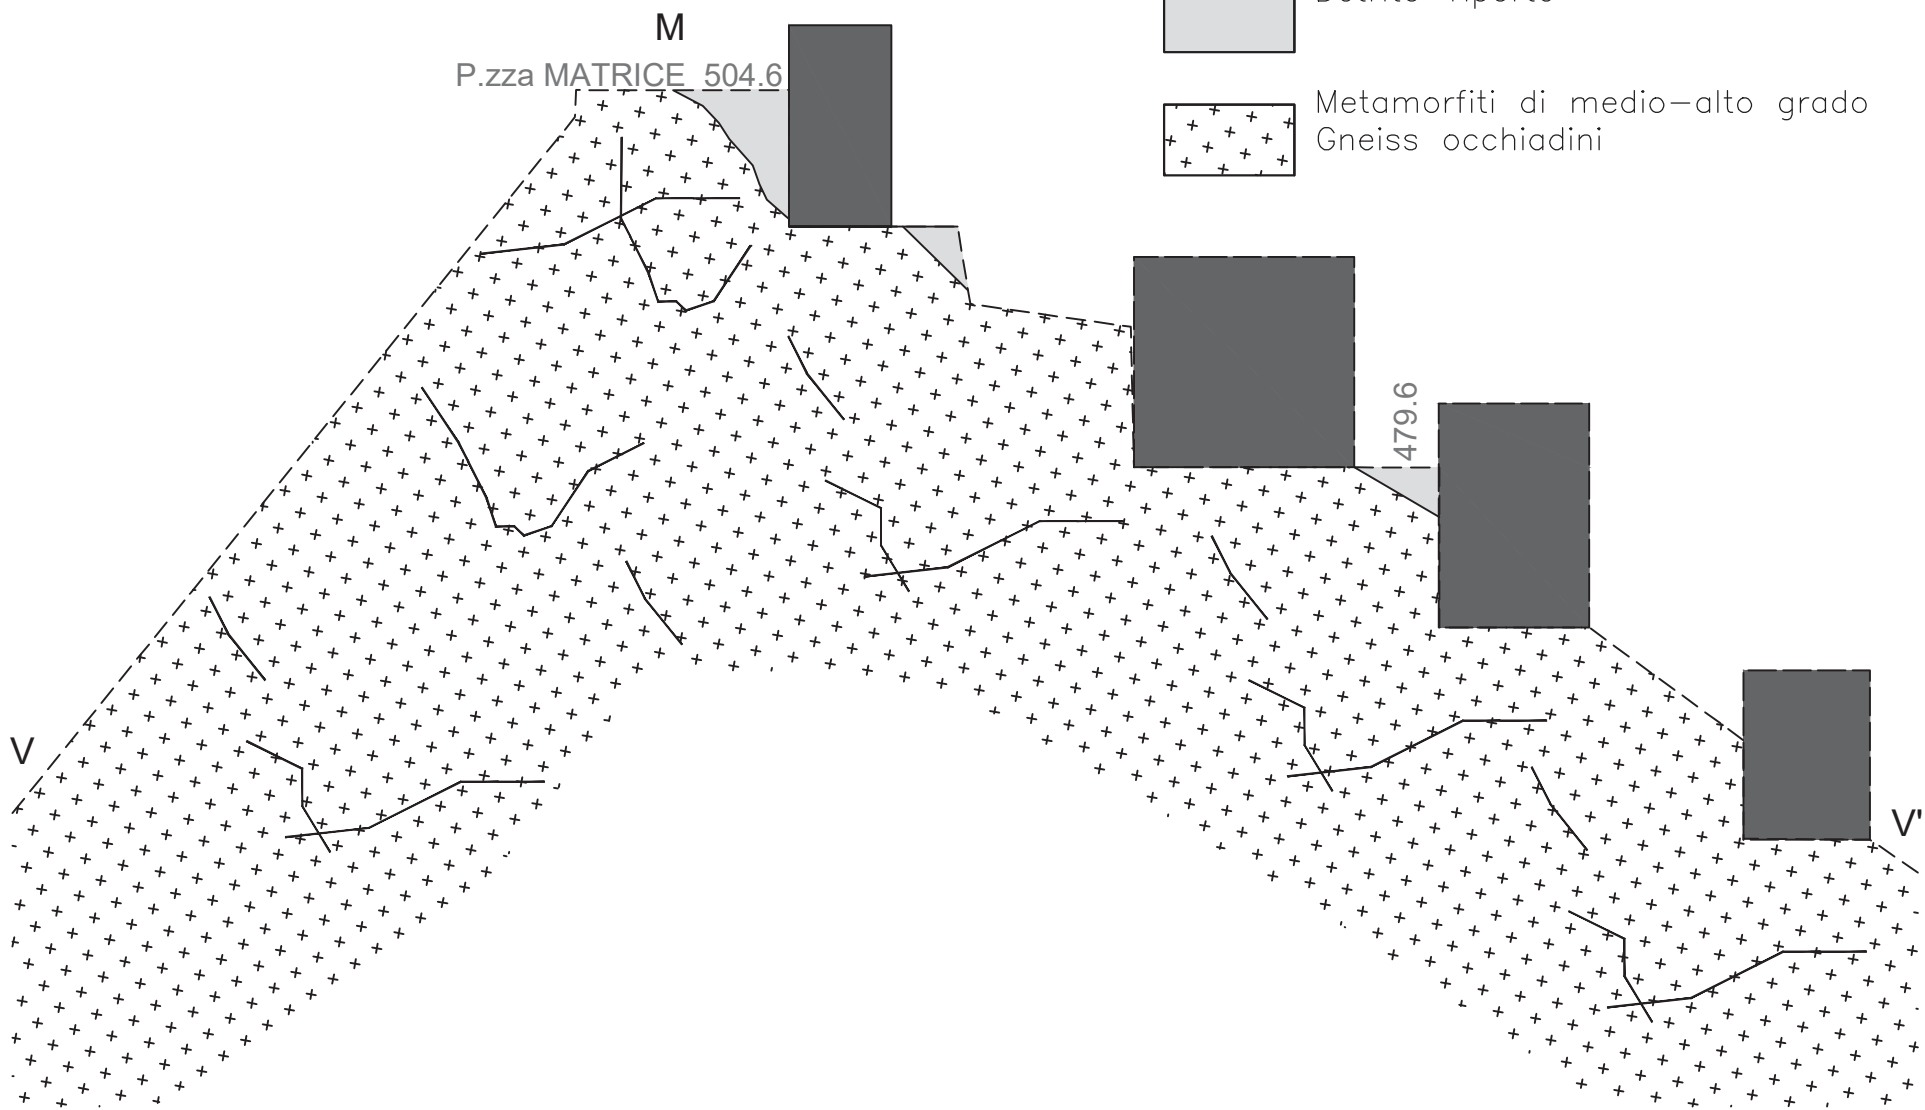 M
P.zza MATRICE 504.6
Metamorfiti di medio-alto grado
Gneiss occhiadini
479.6
V
V'